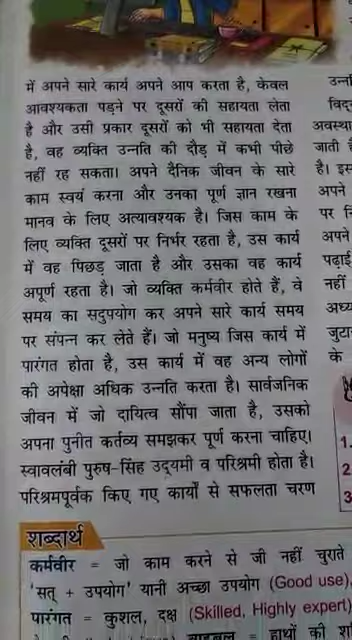 में अपने सारे कार्य अपने आप करता है, केवल
आवश्यकता पड़ने पर दूसरों की सहायता लेता
है और उसी प्रकार दूसरों को भी सहायता देता
है, वह व्यक्ति उन्नति की दौड़ में कभी पीछे
नहीं रह सकता। अपने दैनिक जीवन के सारे
काम स्वयं करना और उनका पूर्ण ज्ञान रखना
मानव के लिए अत्यावश्यक है। जिस काम के
लिए व्यक्ति दूसरों पर निर्भर रहता है, उस कार्य
में वह पिछड़ जाता है और उसका वह कार्य
अपूर्ण रहता है। जो व्यक्ति कर्मवीर होते हैं, वे
समय का सदुपयोग कर अपने सारे कार्य समय
पर संपन्न कर लेते हैं। जो मनुष्य जिस कार्य में
पारंगत होता है, उस कार्य में वह अन्य लोगों
की अपेक्षा अधिक उन्नति करता है। सार्वजनिक
जीवन में जो दायित्व सौंपा जाता है, उसको
अपना पुनीत कर्तव्य समझकर पूर्ण करना चाहिए।
स्वावलंबी पुरुष-सिंह उद्यमी व परिश्रमी होता है।
परिश्रमपूर्वक किए गए कार्यों से सफलता चरण
अवस्था
जाती
है। इस
अपने
पर
अपने
पढ़ाई
नहीं
के
1.
2
3
शब्दार्थ
कर्मवीर = जो काम करने से जी नहीं चुराते
'सत् + उपयोग' यानी अच्छा उपयोग (Good use),
पारंगत = कुशल, दक्ष (Skilled, Highly expert)
= हाथों की